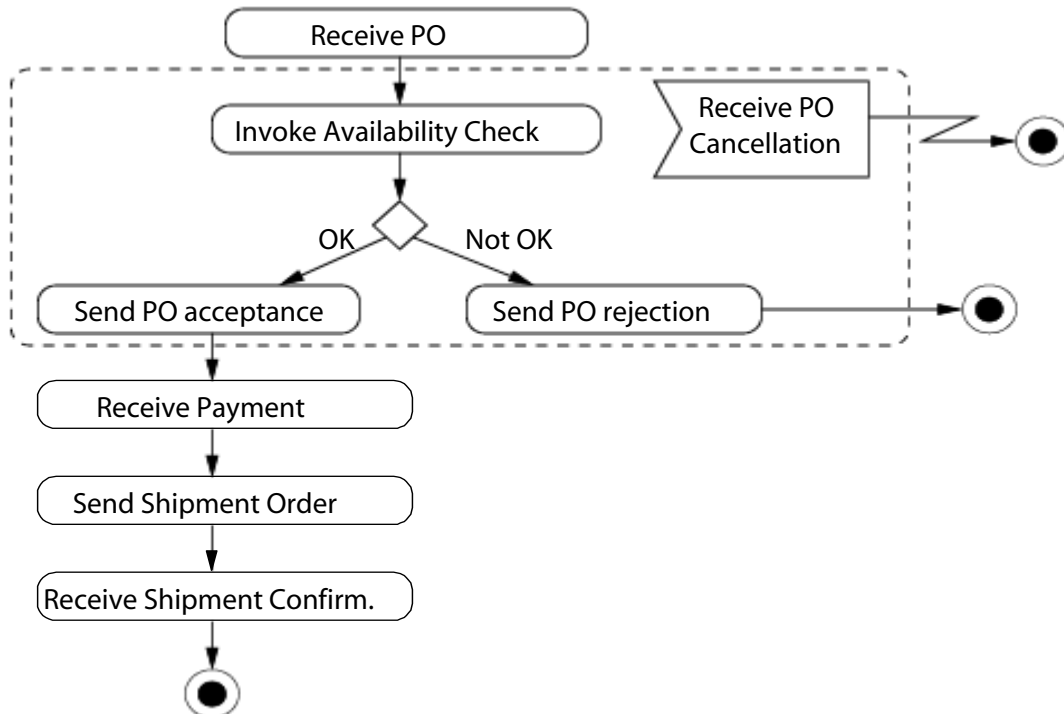 Receive PO
Invoke Availability Check
Receive PO
Cancellation
OK
Not OK
Send PO acceptance
Send PO rejection
Receive Payment
Send Shipment Order
Receive Shipment Confirm.